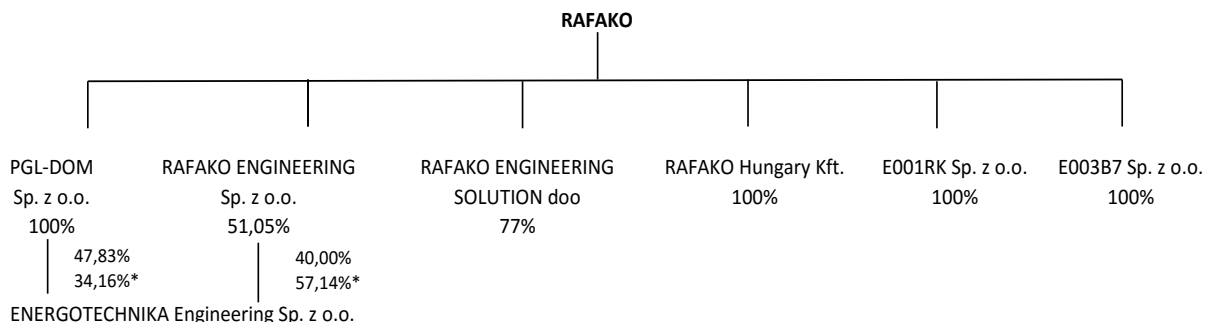 RAFAKO
PGL-DOM
Sp. z o.o.
100%
RAFAKO ENGINEERING
Sp. z o.o.
51,05%
RAFAKO ENGINEERING
SOLUTION doo
77%
RAFAKO Hungary Kft.
100%
E001RK Sp. z o.o.
100%
E003B7 Sp. z o.o.
100%
47,83%
34,16%*
40,00%
57,14%*
ENERGOTECHNIKA Engineering Sp. z o.o.